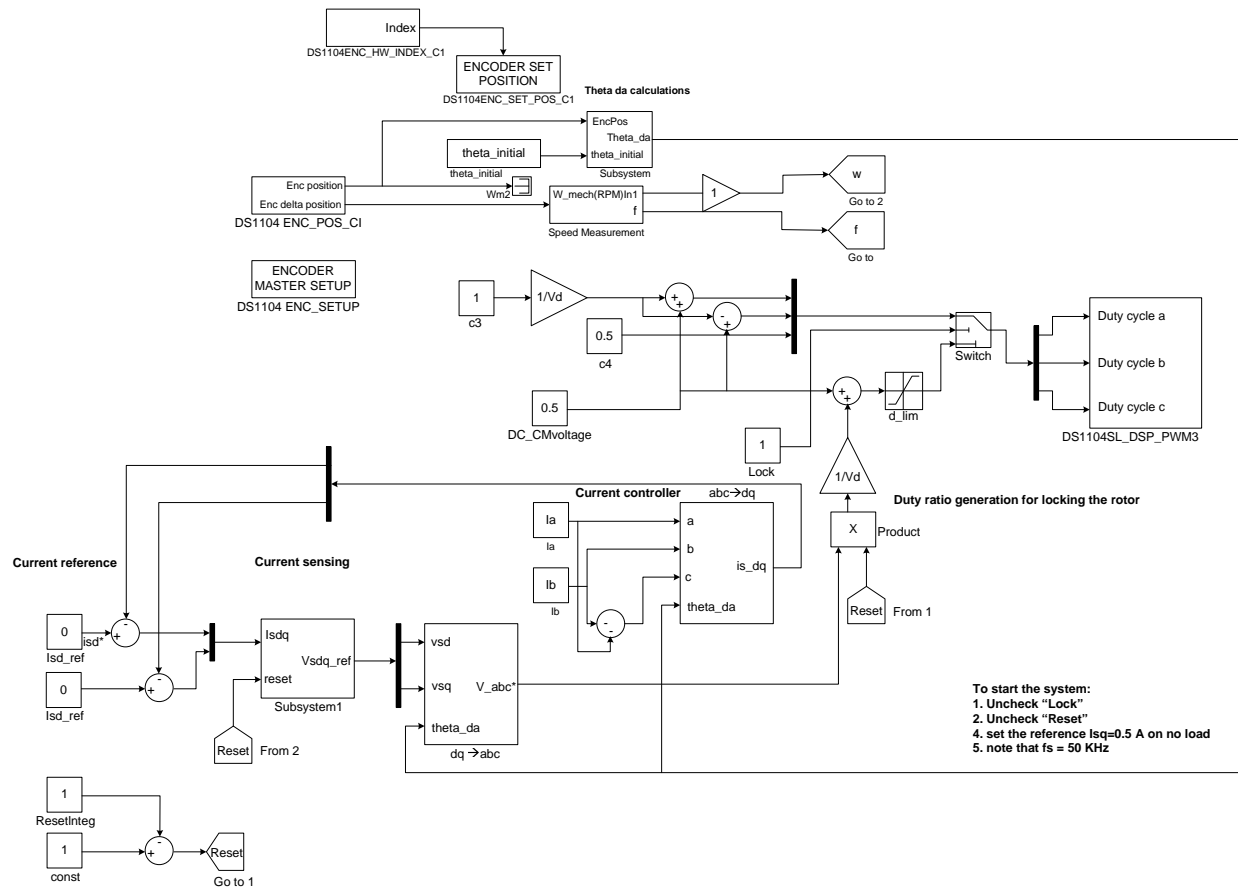 Index
DS1104ENC_HW_INDEX_C1
ENCODER SET
POSITION
DS1104ENC_SET_POS_C1
Theta da calculations
EncPos
Theta_da
theta_initial
Subsystem
theta_initial
theta_initial
Enc position
Enc delta position
DS1104 ENC_POS_CI
Wm2
W_mech(RPM)In1
f
Speed Measurement
1
w
Go to 2
f
Go to
ENCODER
MASTER SETUP
DS1104 ENC_SETUP
1
c3
1/Vd
+
+
-
+
0.5
c4
0.5
DC_CMvoltage
1
Lock
Switch
+
+
d_lim
Duty cycle a
Duty cycle b
Duty cycle c
DS1104SL_DSP_PWM3
1/Vd
Duty ratio generation for locking the rotor
X
Product
Reset
From 1
Current controller
abc→dq
Ia
Ia
Ib
Ib
a
b
c
theta_da
is_dq
-
-
Current reference
Current sensing
0
isd*
Isd_ref
-
+
0
Isd_ref
-
+
Isdq
Vsdq_ref
reset
Subsystem1
Reset
From 2
vsd
vsq
V_abc*
theta_da
dq →abc
To start the system:
1. Uncheck “Lock”
2. Uncheck “Reset”
4. set the reference Isq=0.5 A on no load
5. note that fs = 50 KHz
1
ResetInteg
1
const
-
+
Reset
Go to 1